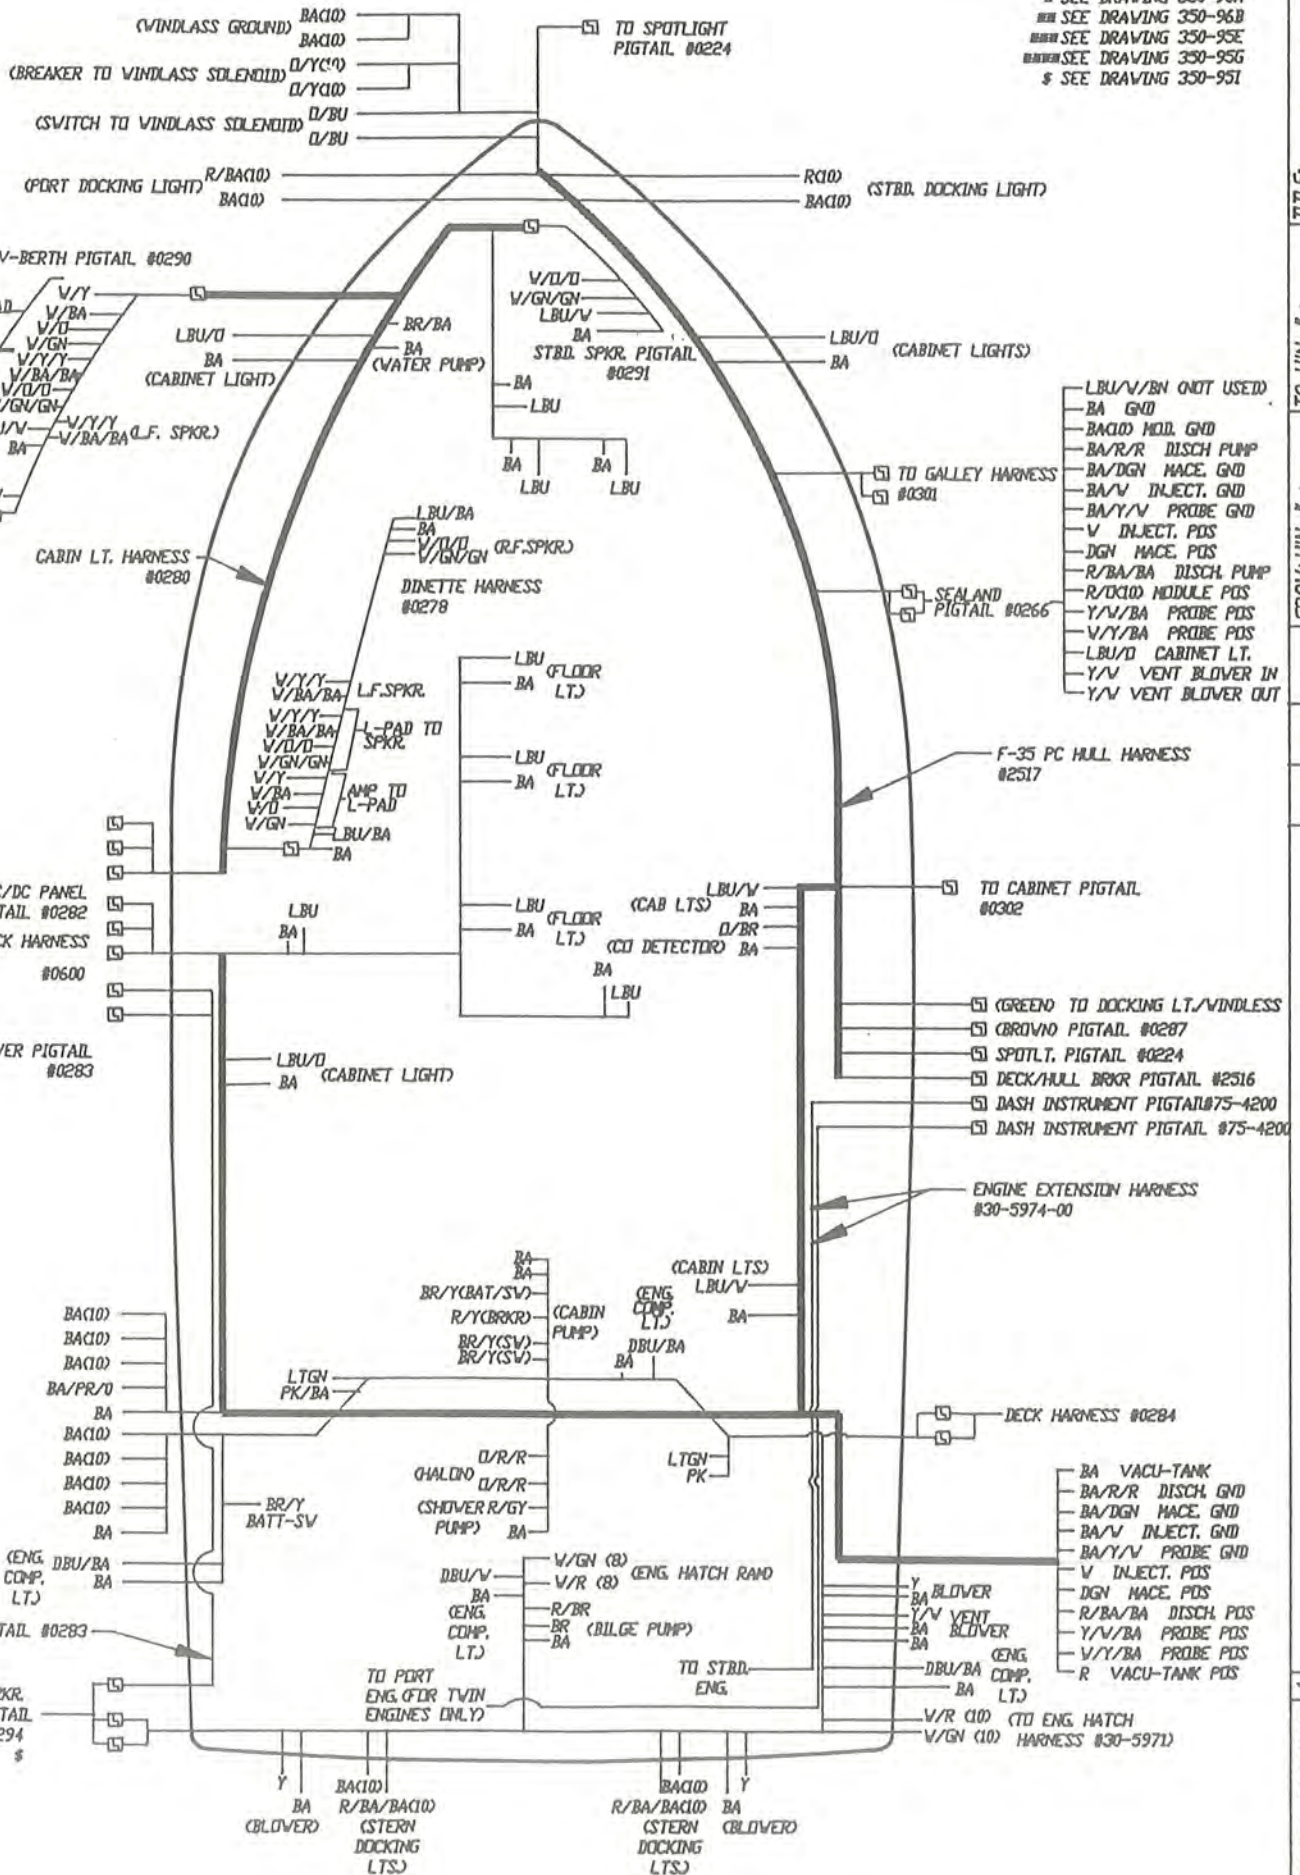 SEE DRAWING 350-96B
SEE DRAWING 350-95E
SEE DRAWING 350-95G
$ SEE DRAWING 350-95I
(WINDLASS GROUND)
BA(10)
BA(10)
(BREAKER TO WINDLASS SOLENOID)
O/Y(10)
O/Y(10)
(SWITCH TO WINDLASS SOLENOID)
O/BU
O/BU
TO SPOTLIGHT
PIGTAIL #0224
(PORT DOCKING LIGHT)
R/BA(10)
BA(10)
R(10)
BA(10)
(STBD. DOCKING LIGHT)
V-BERTH PIGTAIL #0290
W/Y
W/BA
W/O
W/GN
W/Y/Y
W/BA/BA
W/O/O
/GN/GN
BA
W/Y/Y
W/BA/BA
(L.F. SPKR.)
LBU/O
BA
(CABINET LIGHT)
BR/BA
BA
(WATER PUMP)
W/O/O
W/GN/GN
LBU/W
BA
STBD. SPKR. PIGTAIL
#0291
LBU/O
BA
(CABINET LIGHTS)
BA
LBU
BA
LBU
BA
LBU
TO GALLEY HARNESS
#0301
LBU/W/BN (NOT USED)
BA GND
BA(10) MOD. GND
BA/R/R DISCH PUMP
BA/DGN MACE. GND
BA/W INJECT. GND
BA/Y/W PROBE GND
W INJECT. POS
DGN MACE. POS
R/BA/BA DISCH. PUMP
R/O(10) MODULE POS
Y/W/BA PROBE POS
W/Y/BA PROBE POS
LBU/O CABINET LT.
Y/W VENT BLOWER IN
Y/W VENT BLOWER OUT
SEALAND
PIGTAIL #0266
CABIN LT. HARNESS
#0280
LBU/BA
BA
W/O/O
W/GN/GN
(R.F.SPKR.)
DINETTE HARNESS
#0278
W/Y/Y
W/BA/BA
L.F.SPKR.
W/Y/Y
W/BA/BA
W/O/O
W/GN/GN
L-PAD TO
SPKR.
W/Y
W/BA
W/O
W/GN
AMP TO
L-PAD
LBU/BA
BA
LBU
BA
(FLOOR
LT.)
LBU
BA
(FLOOR
LT.)
LBU
BA
(FLOOR
LT.)
BA
LBU
F-35 PC HULL HARNESS
#2517
/DC PANEL
TAIL #0282
CK HARNESS
#0600
LBU
BA
LBU/W
(CAB LTS)
BA
O/BR
(CO DETECTOR)
BA
TO CABINET PIGTAIL
#0302
ER PIGTAIL
#0283
LBU/O
BA
(CABINET LIGHT)
(GREEN) TO DOCKING LT./WINDLESS
(BROWN) PIGTAIL #0287
SPOTLT. PIGTAIL #0224
DECK/HULL BRKR PIGTAIL #2516
DASH INSTRUMENT PIGTAIL#75-4200
DASH INSTRUMENT PIGTAIL #75-4200
ENGINE EXTENSION HARNESS
#30-5974-00
BA
BA
BR/Y(BAT/SW)
R/Y(BRKR)
BR/Y(SW)
BR/Y(SW)
(CABIN
PUMP)
(ENG.
COMP.
LT.)
DBU/BA
BA
(CABIN LTS)
LBU/W
BA
BA(10)
BA(10)
BA(10)
BA/PR/O
BA
BA(10)
BA(10)
BA(10)
BA(10)
BA
LTGN
PK/BA
LTGN
PK
DECK HARNESS #0284
O/R/R
(HALON)
O/R/R
(SHOWER
PUMP)
R/GY
BA
BR/Y
BATT-SW
BA VACU-TANK
BA/R/R DISCH. GND
BA/DGN MACE. GND
BA/W INJECT. GND
BA/Y/W PROBE GND
W INJECT. POS
DGN MACE. POS
R/BA/BA DISCH. POS
Y/W/BA PROBE POS
W/Y/BA PROBE POS
R VACU-TANK POS
(ENG.
COMP.
LT.)
DBU/BA
BA
DBU/W
BA
(ENG.
COMP.
LT.)
W/GN (8)
W/R (8)
(ENG. HATCH RAM)
R/BR
BR
BA
(BILGE PUMP)
Y
BA
BLOWER
Y/W
BA
BA
VENT
BLOWER
DBU/BA
BA
(ENG.
COMP.
LT.)
TAIL #0283
TO PORT
ENG.(FOR TWIN
ENGINES ONLY)
TO STBD.
ENG.
W/R (10)
W/GN (10)
(TO ENG. HATCH
HARNESS #30-5971)
KR.
TAIL
294
$
Y
BA
(BLOWER)
BA(10)
R/BA/BA(10)
(STERN
DOCKING
LTS.)
BA(10)
R/BA/BA(10)
(STERN
DOCKING
LTS.)
Y
BA
(BLOWER)